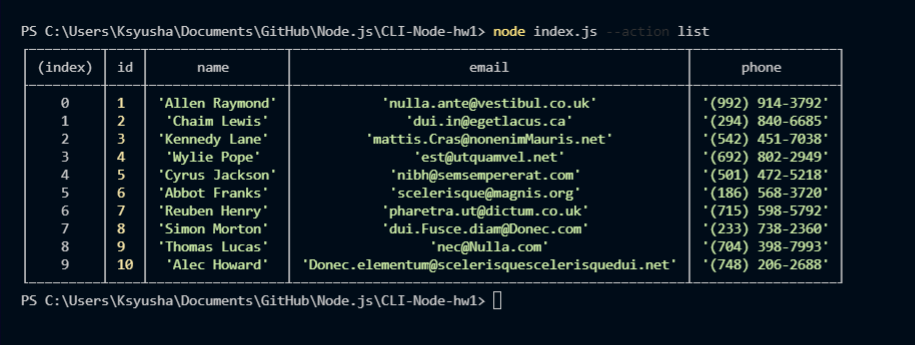 PS C:\Users\Ksyusha\Documents\GitHub\Node.js\CLI-Node-hw1> node index.js --action list
(index) id name email phone
0 1 'Allen Raymond' 'nulla.ante@vestibul.co.uk' '(992) 914-3792'
1 2 'Chaim Lewis' 'dui.in@egetlacus.ca' '(294) 840-6685'
2 3 'Kennedy Lane' 'mattis.Cras@nonenimMauris.net' '(542) 451-7038'
3 4 'Wylie Pope' 'est@utquamvel.net' '(692) 802-2949'
4 5 'Cyrus Jackson' 'nibh@semsempererat.com' '(501) 472-5218'
5 6 'Abbot Franks' 'scelerisque@magnis.org' '(186) 568-3720'
6 7 'Reuben Henry' 'pharetra.ut@dictum.co.uk' '(715) 598-5792'
7 8 'Simon Morton' 'dui.Fusce.diam@Donec.com' '(233) 738-2360'
8 9 'Thomas Lucas' 'nec@Nulla.com' '(704) 398-7993'
9 10 'Alec Howard' 'Donec.elementum@scelerisquescelerisquedui.net' '(748) 206-2688'
PS C:\Users\Ksyusha\Documents\GitHub\Node.js\CLI-Node-hw1>